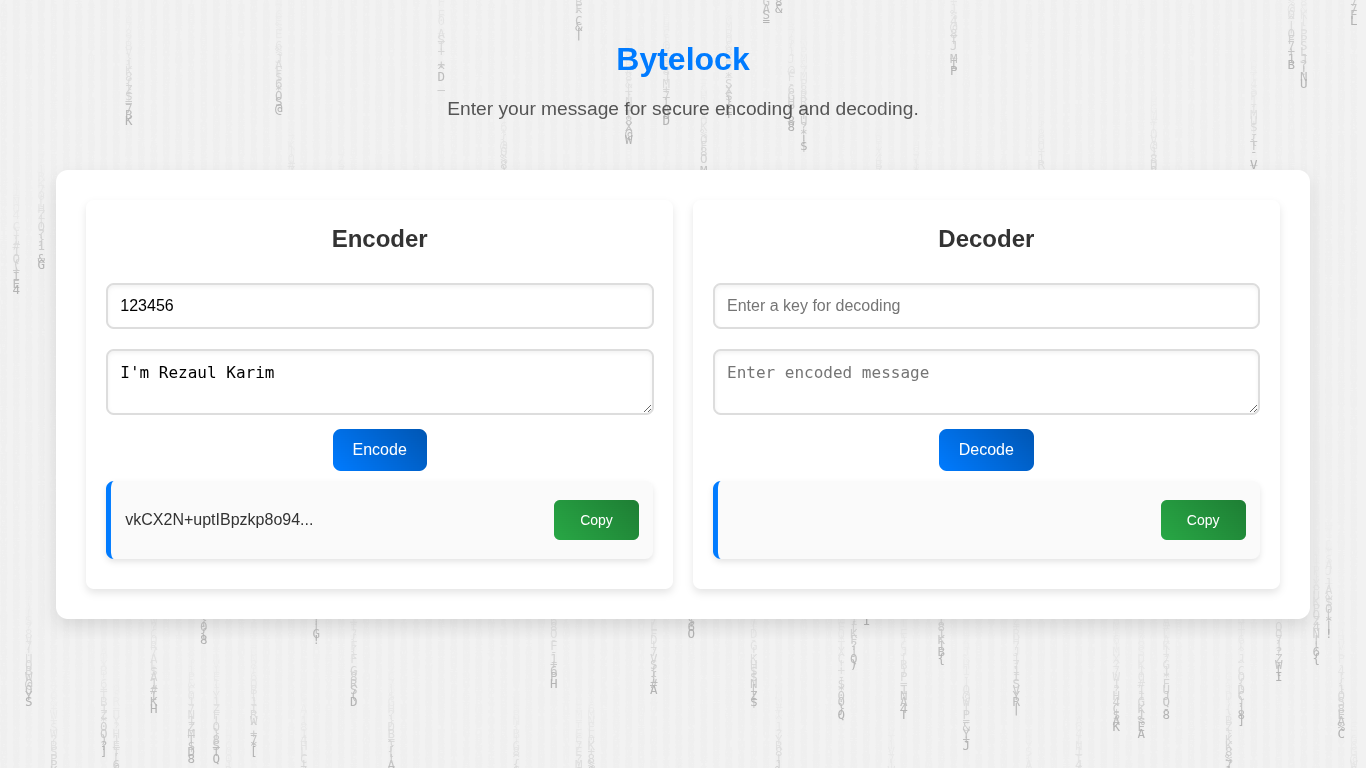 Bytelock
Enter your message for secure encoding and decoding.
Encoder
123456
I'm Rezaul Karim
Encode
vkCX2N+uptIBpzkp8o94...
Copy
Decoder
Enter a key for decoding
Enter encoded message
Decode
Copy